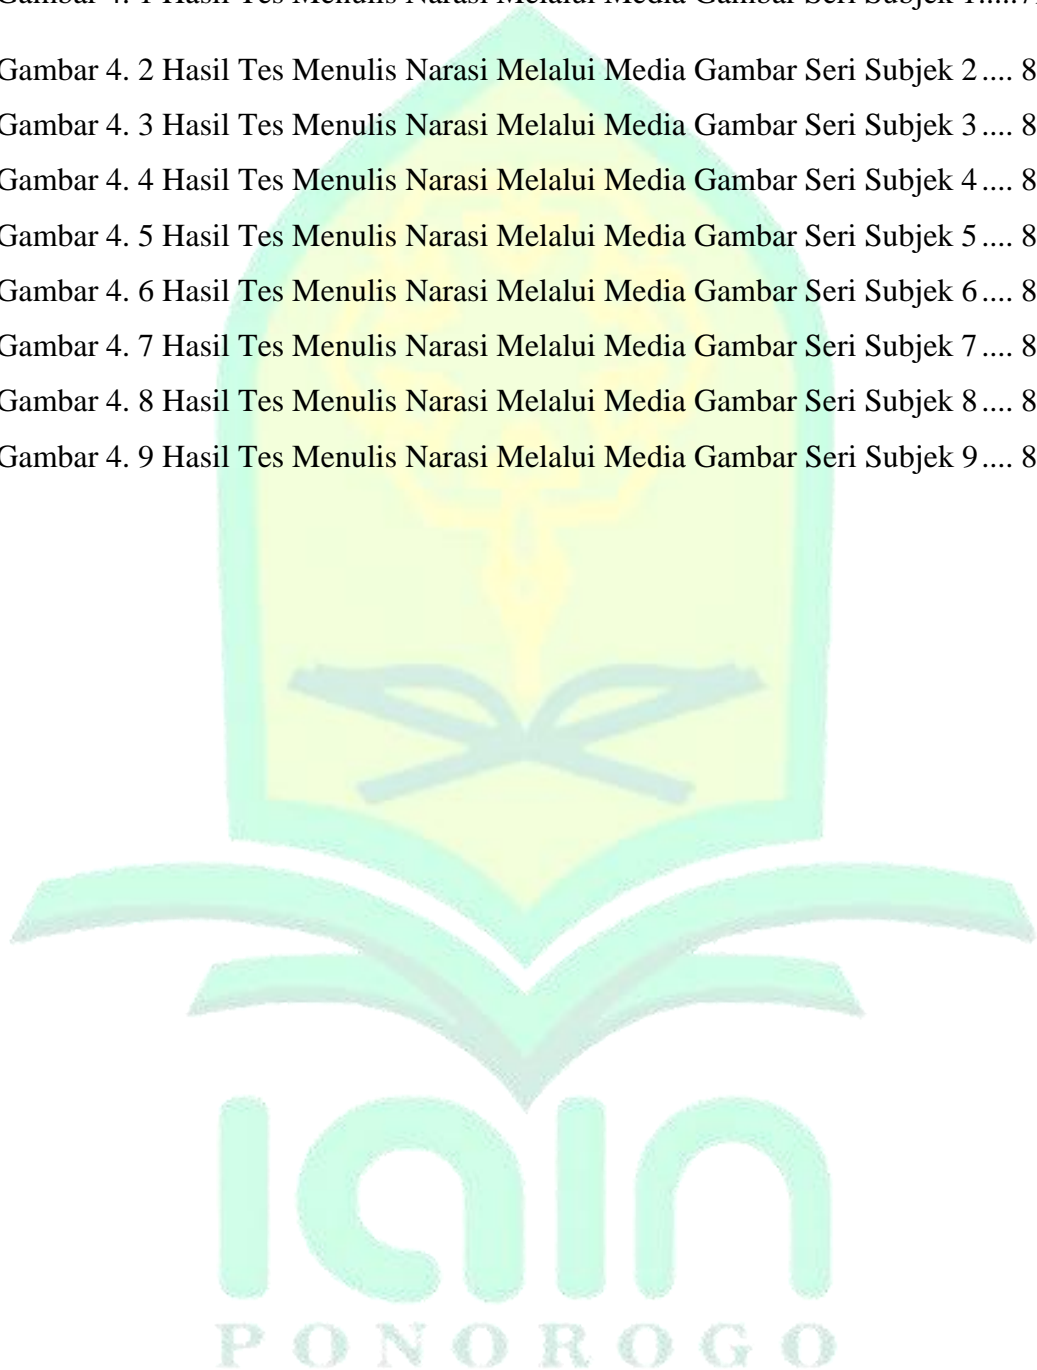 Gambar 4. 1 Hasil Tes Menulis Narasi Melalui Media Gambar Seri Subjek 1.....7
Gambar 4. 2 Hasil Tes Menulis Narasi Melalui Media Gambar Seri Subjek 2.... 8
Gambar 4. 3 Hasil Tes Menulis Narasi Melalui Media Gambar Seri Subjek 3.... 8
Gambar 4. 4 Hasil Tes Menulis Narasi Melalui Media Gambar Seri Subjek 4.... 8
Gambar 4. 5 Hasil Tes Menulis Narasi Melalui Media Gambar Seri Subjek 5.... 8
Gambar 4. 6 Hasil Tes Menulis Narasi Melalui Media Gambar Seri Subjek 6.... 8
Gambar 4. 7 Hasil Tes Menulis Narasi Melalui Media Gambar Seri Subjek 7.... 8
Gambar 4. 8 Hasil Tes Menulis Narasi Melalui Media Gambar Seri Subjek 8.... 8
Gambar 4. 9 Hasil Tes Menulis Narasi Melalui Media Gambar Seri Subjek 9.... 8
IAIN
PONOROGO